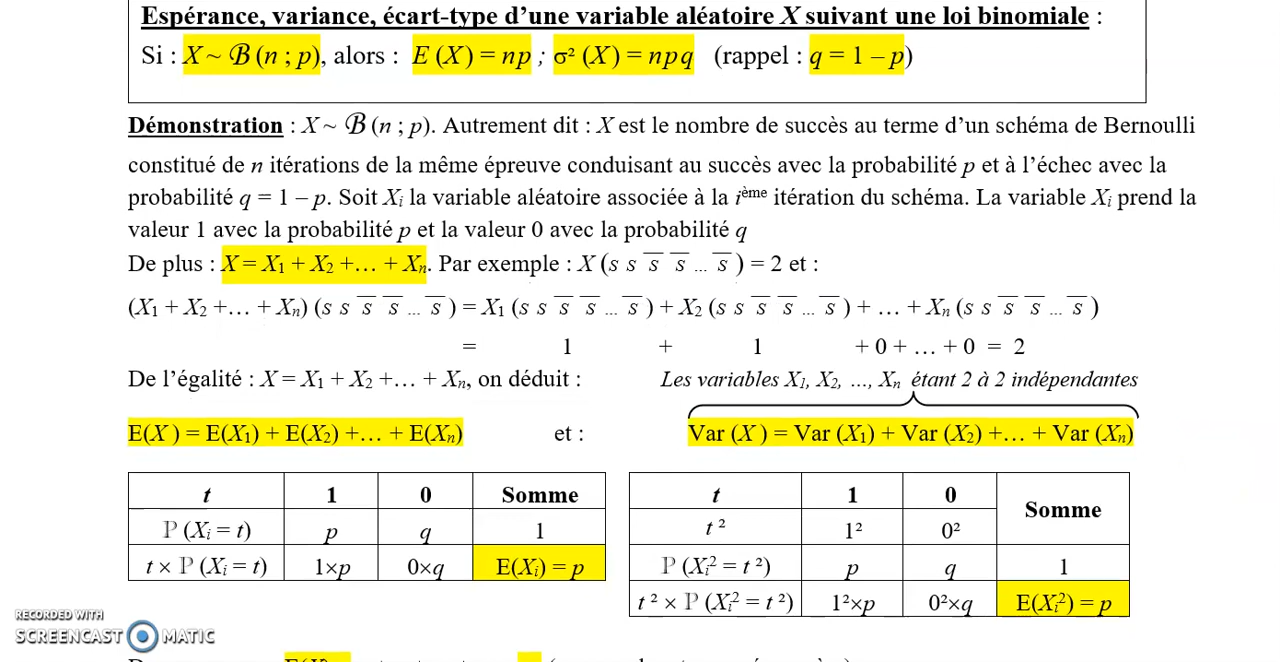 Espérance, variance, écart-type d’une variable aléatoire X suivant une loi binomiale :
Si : X ~ ℬ (n ; p), alors : E (X) = np ; σ² (X) = npq (rappel : q = 1 – p)
Démonstration : X ~ ℬ (n ; p). Autrement dit : X est le nombre de succès au terme d’un schéma de Bernoulli
constitué de n itérations de la même épreuve conduisant au succès avec la probabilité p et à l’échec avec la
probabilité q = 1 – p. Soit Xᵢ la variable aléatoire associée à la iᵉᵐᵉ itération du schéma. La variable Xᵢ prend la
valeur 1 avec la probabilité p et la valeur 0 avec la probabilité q
De plus : X = X₁ + X₂ +… + Xₙ. Par exemple : X (s s s̅ s̅ ... s̅ ) = 2 et :
(X₁ + X₂ +… + Xₙ) (s s s̅ s̅ ... s̅ ) = X₁ (s s s̅ s̅ ... s̅ ) + X₂ (s s s̅ s̅ ... s̅ ) + … + Xₙ (s s s̅ s̅ ... s̅ )
= 1 + 1 + 0 + … + 0 = 2
De l’égalité : X = X₁ + X₂ +… + Xₙ, on déduit : Les variables X₁, X₂, …, Xₙ étant 2 à 2 indépendantes
E(X ) = E(X₁) + E(X₂) +… + E(Xₙ) et : Var (X ) = Var (X₁) + Var (X₂) +… + Var (Xₙ)
t 1 0 Somme
ℙ (Xᵢ = t) p q 1
t × ℙ (Xᵢ = t) 1×p 0×q E(Xᵢ) = p
t 1 0 Somme
t ² 1² 0²
ℙ (Xᵢ² = t ²) p q 1
t ² × ℙ (Xᵢ² = t ²) 1²×p 0²×q E(Xᵢ²) = p
RECORDED WITH
SCREENCAST MATIC